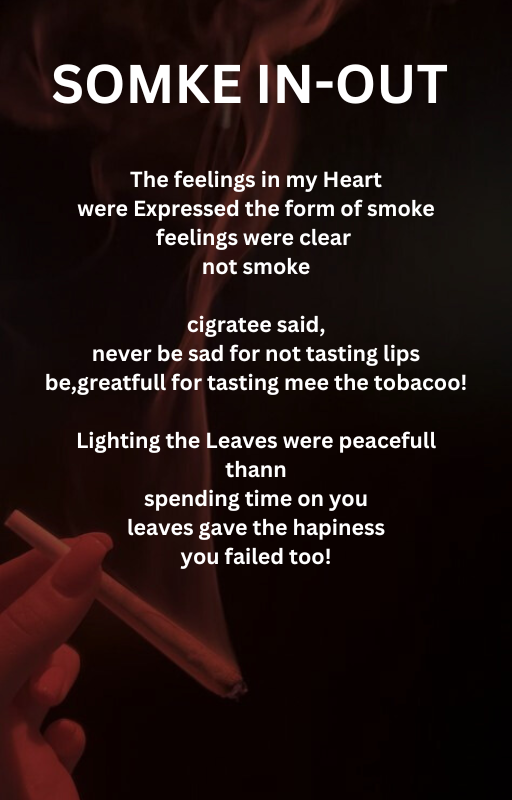 SOMKE IN-OUT
The feelings in my Heart
were Expressed the form of smoke
feelings were clear
not smoke
cigratee said,
never be sad for not tasting lips
be,greatfull for tasting mee the tobacoo!
Lighting the Leaves were peacefull
thann
spending time on you
leaves gave the hapiness
you failed too!